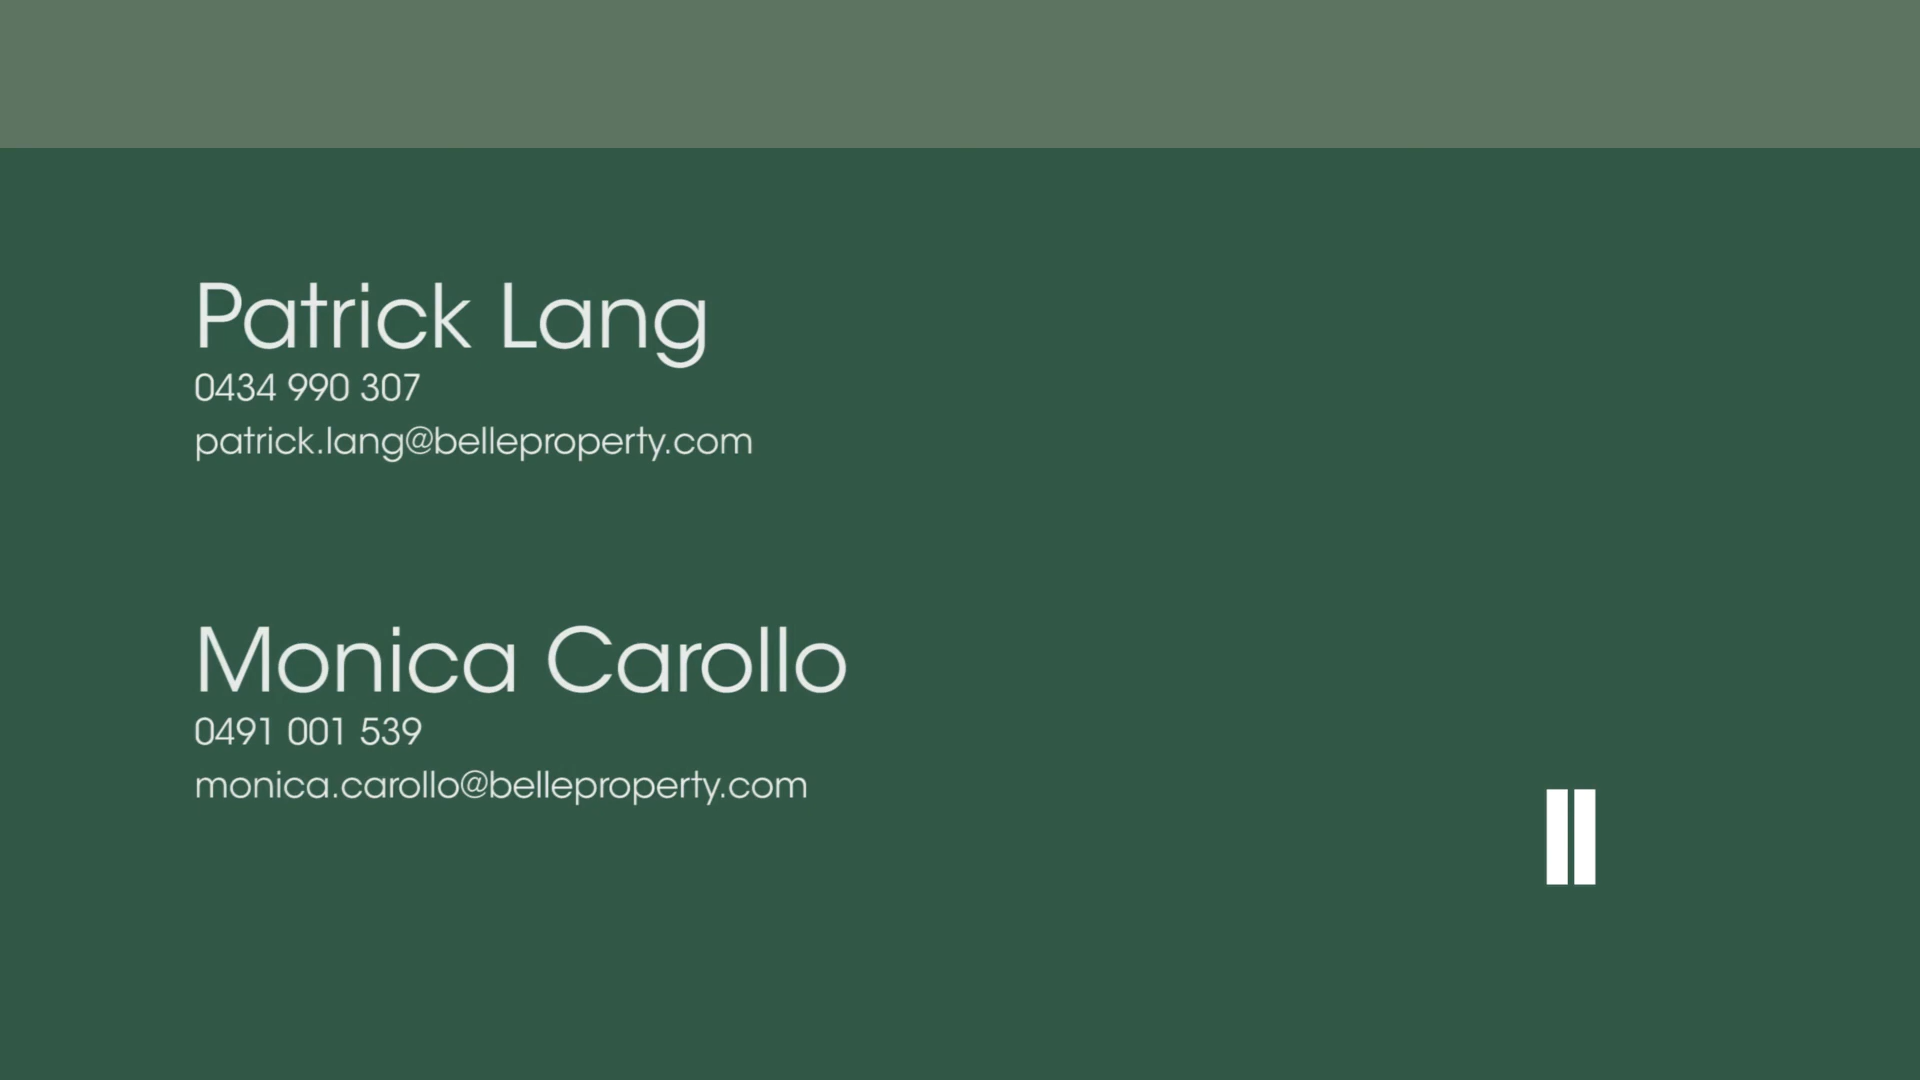 Patrick Lang
0434 990 307
patrick.lang@belleproperty.com
Monica Carollo
0491 001 539
monica.carollo@belleproperty.com